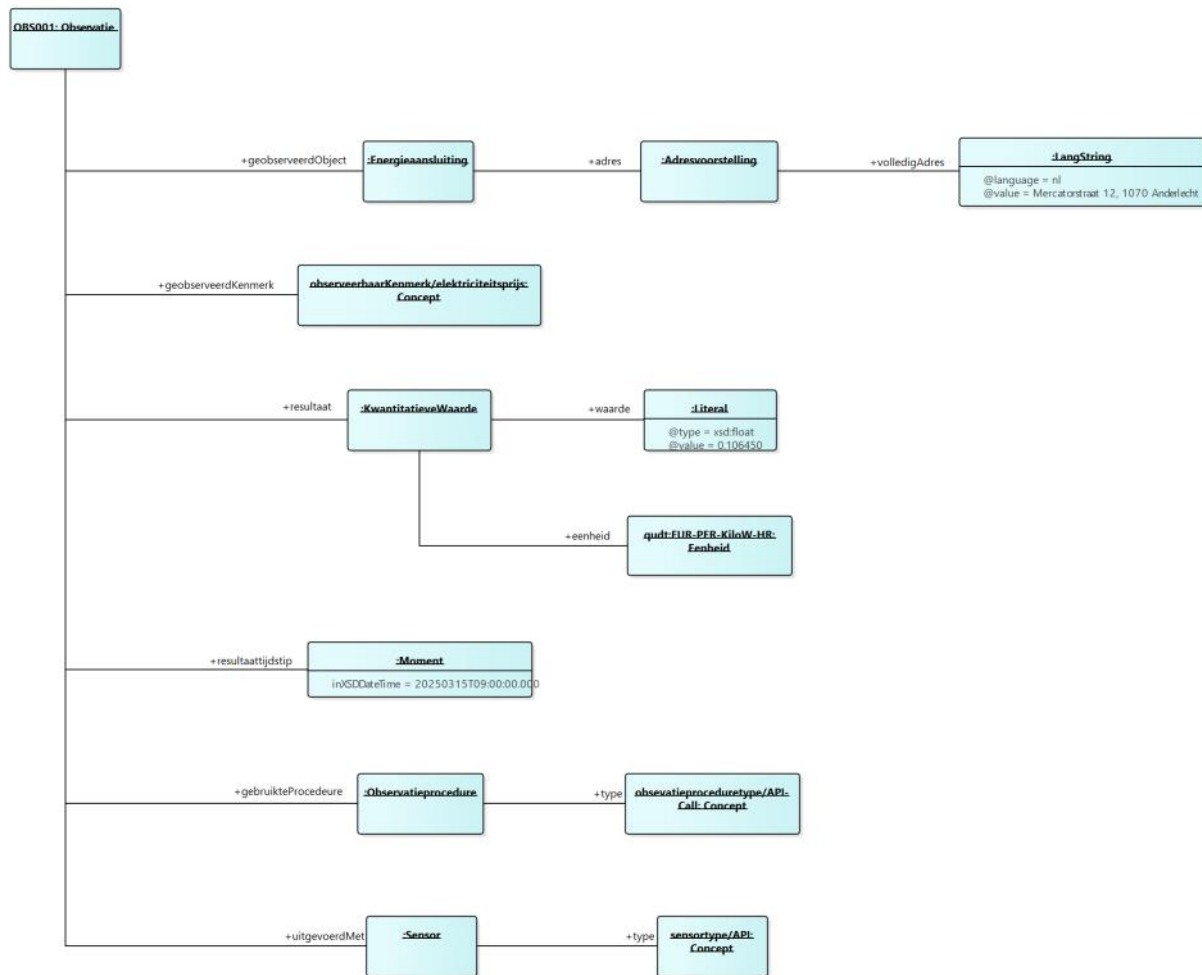 OBS001: Observatie
+geobserveerdObject
:Energieaansluiting
+adres
:Adresvoorstelling
+volledigAdres
:LangString
@language = nl
@value = Mercatorstraat 12, 1070 Anderlecht
+geobserveerdKenmerk
observeerbaarKenmerk/elektriciteitsprijs:
Concept
+resultaat
:KwantitatieveWaarde
+waarde
:Literal
@type = xsd:float
@value = 0.106450
+eenheid
qudt:EUR-PER-KiloW-HR:
Eenheid
+resultaattijdstip
:Moment
inXSDDateTime = 20250315T09:00:00.000
+gebruikteProcedeure
:Observatieprocedure
+type
obsevatieproceduretype/API-
Call: Concept
+uitgevoerdMet
:Sensor
+type
sensortype/API:
Concept